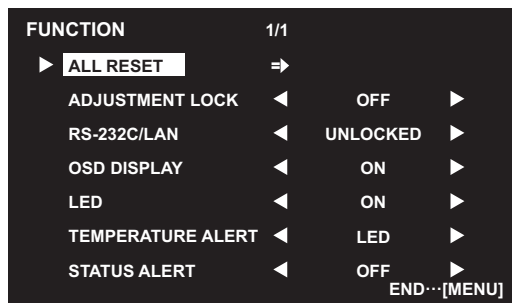 FUNCTION 1/1
ALL RESET
ADJUSTMENT LOCK OFF
RS-232C/LAN UNLOCKED
OSD DISPLAY ON
LED ON
TEMPERATURE ALERT LED
STATUS ALERT OFF
END···[MENU]